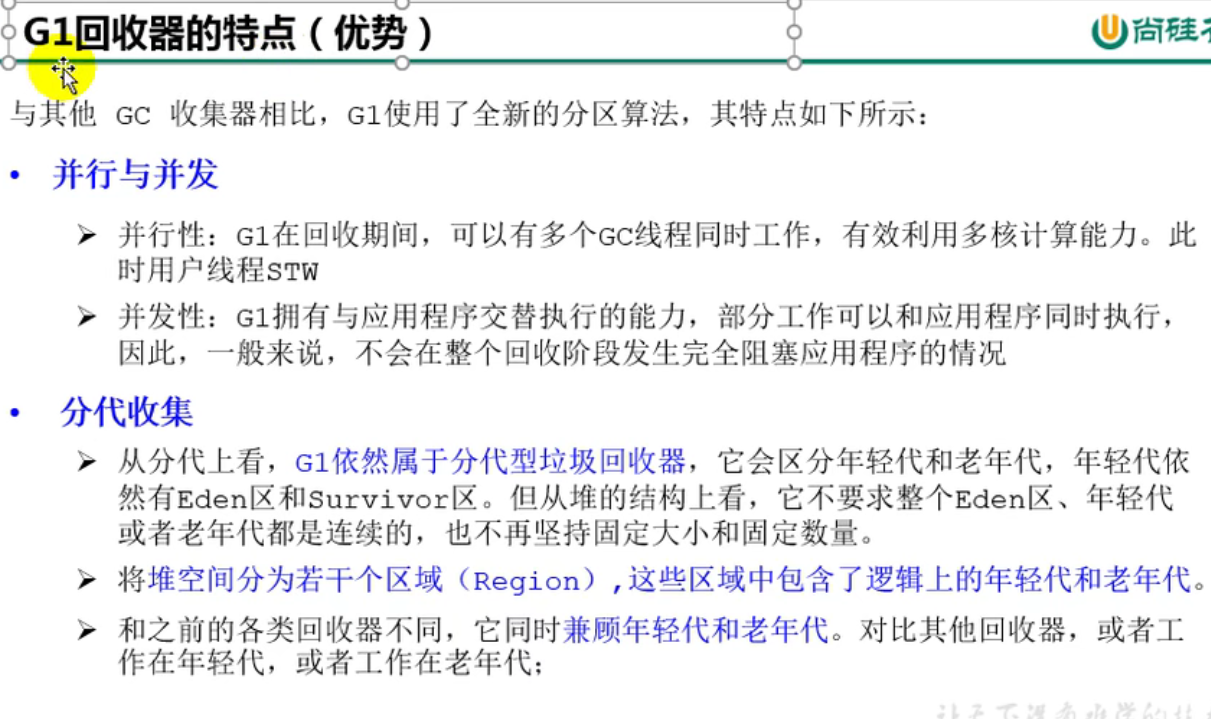 G1回收器的特点（优势）
尚硅
与其他 GC 收集器相比，G1使用了全新的分区算法，其特点如下所示：
• 并行与并发
➢ 并行性：G1在回收期间，可以有多个GC线程同时工作，有效利用多核计算能力。此
时用户线程STW
➢ 并发性：G1拥有与应用程序交替执行的能力，部分工作可以和应用程序同时执行，
因此，一般来说，不会在整个回收阶段发生完全阻塞应用程序的情况
• 分代收集
➢ 从分代上看，G1依然属于分代型垃圾回收器，它会区分年轻代和老年代，年轻代依
然有Eden区和Survivor区。但从堆的结构上看，它不要求整个Eden区、年轻代
或者老年代都是连续的，也不再坚持固定大小和固定数量。
➢ 将堆空间分为若干个区域（Region）,这些区域中包含了逻辑上的年轻代和老年代。
➢ 和之前的各类回收器不同，它同时兼顾年轻代和老年代。对比其他回收器，或者工
作在年轻代，或者工作在老年代；